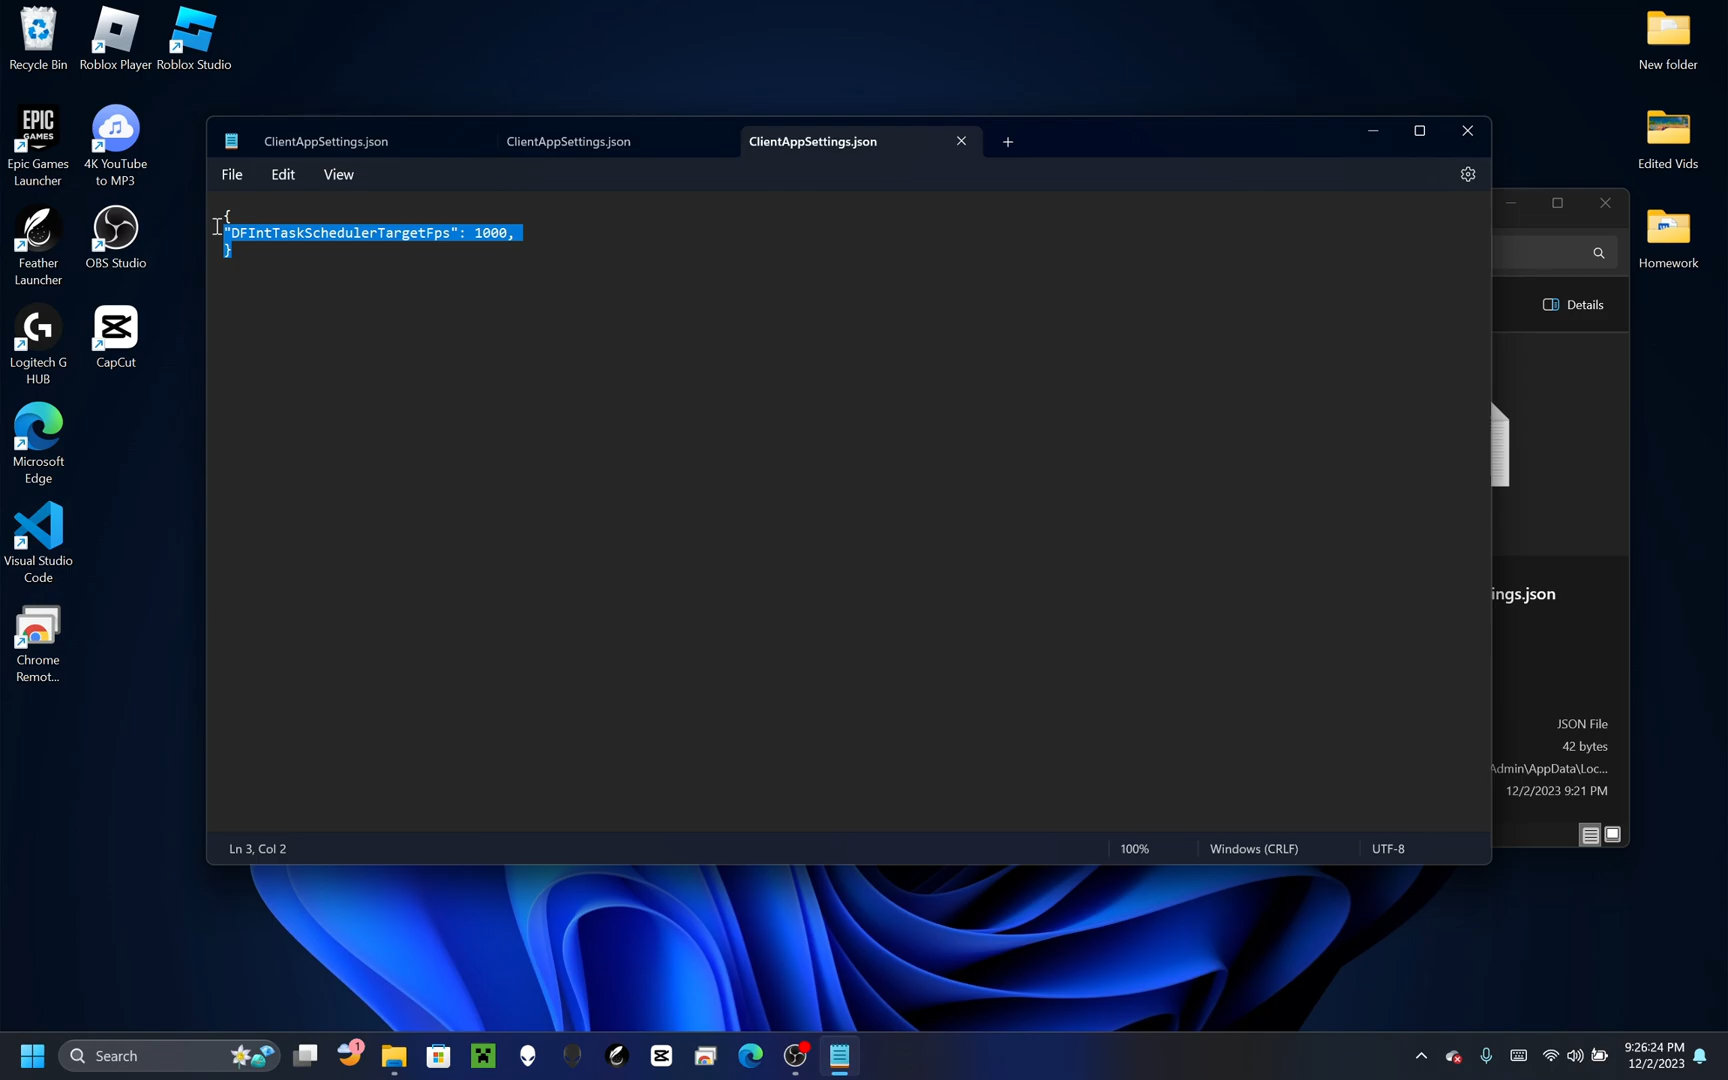 Recycle Bin
Roblox Player
Roblox Studio
New folder
EPIC
GAMES
Epic Games
Launcher
4K YouTube
to MP3
Edited Vids
Feather
Launcher
OBS Studio
Homework
Logitech G
HUB
CapCut
Microsoft
Edge
Visual Studio
Code
Chrome
Remot...
ClientAppSettings.json
ClientAppSettings.json
ClientAppSettings.json
File
Edit
View
{
"DFIntTaskSchedulerTargetFps": 1000,
}
Ln 3, Col 2
100%
Windows (CRLF)
UTF-8
Details
ings.json
JSON File
42 bytes
Admin\AppData\Loc...
12/2/2023 9:21 PM
Search
1
9:26:24 PM
12/2/2023